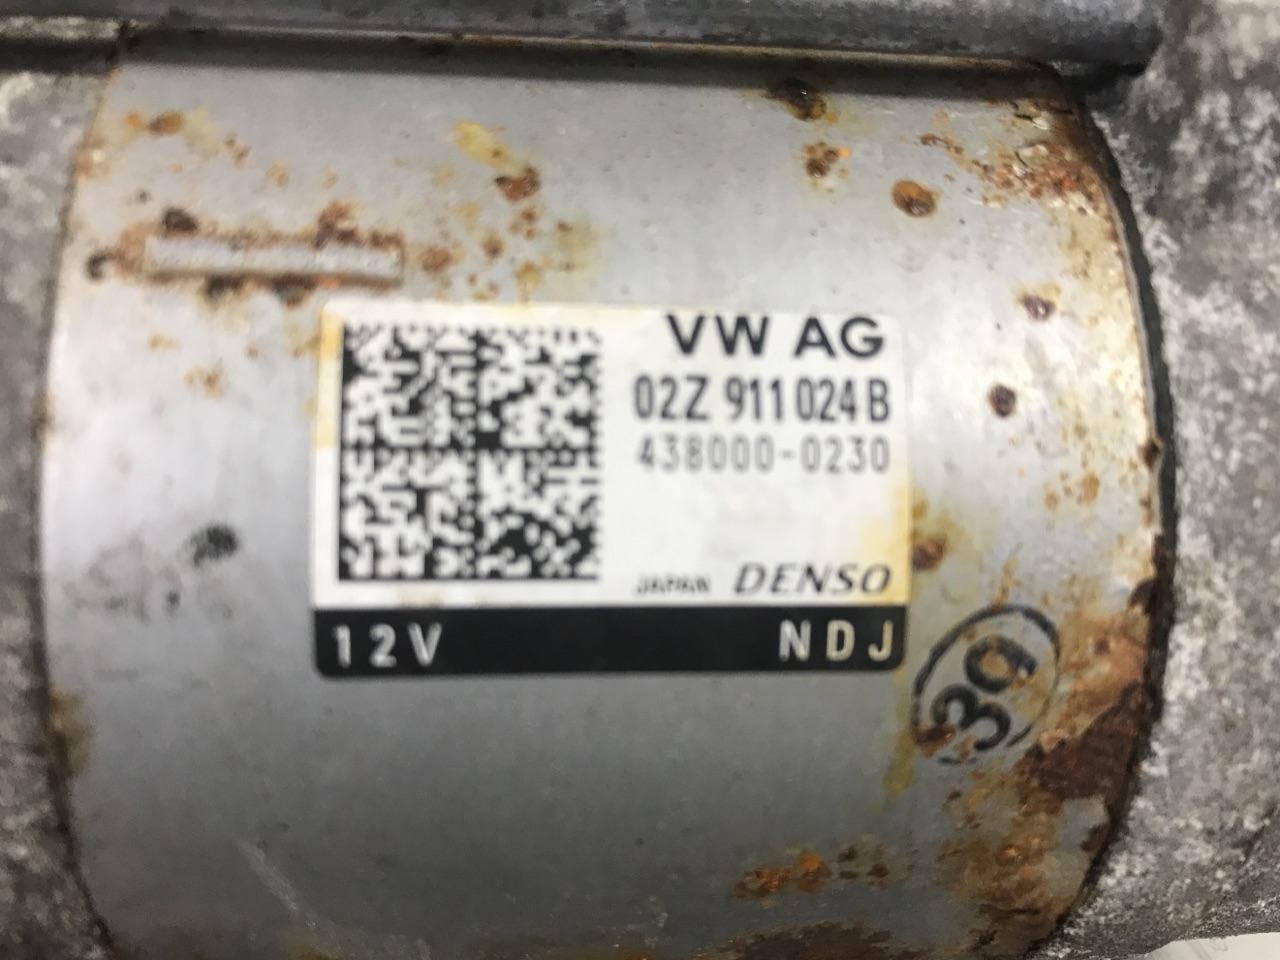 VW AG
02Z 911 024 B
438000-0230
JAPAN DENSO
12V NDJ
39